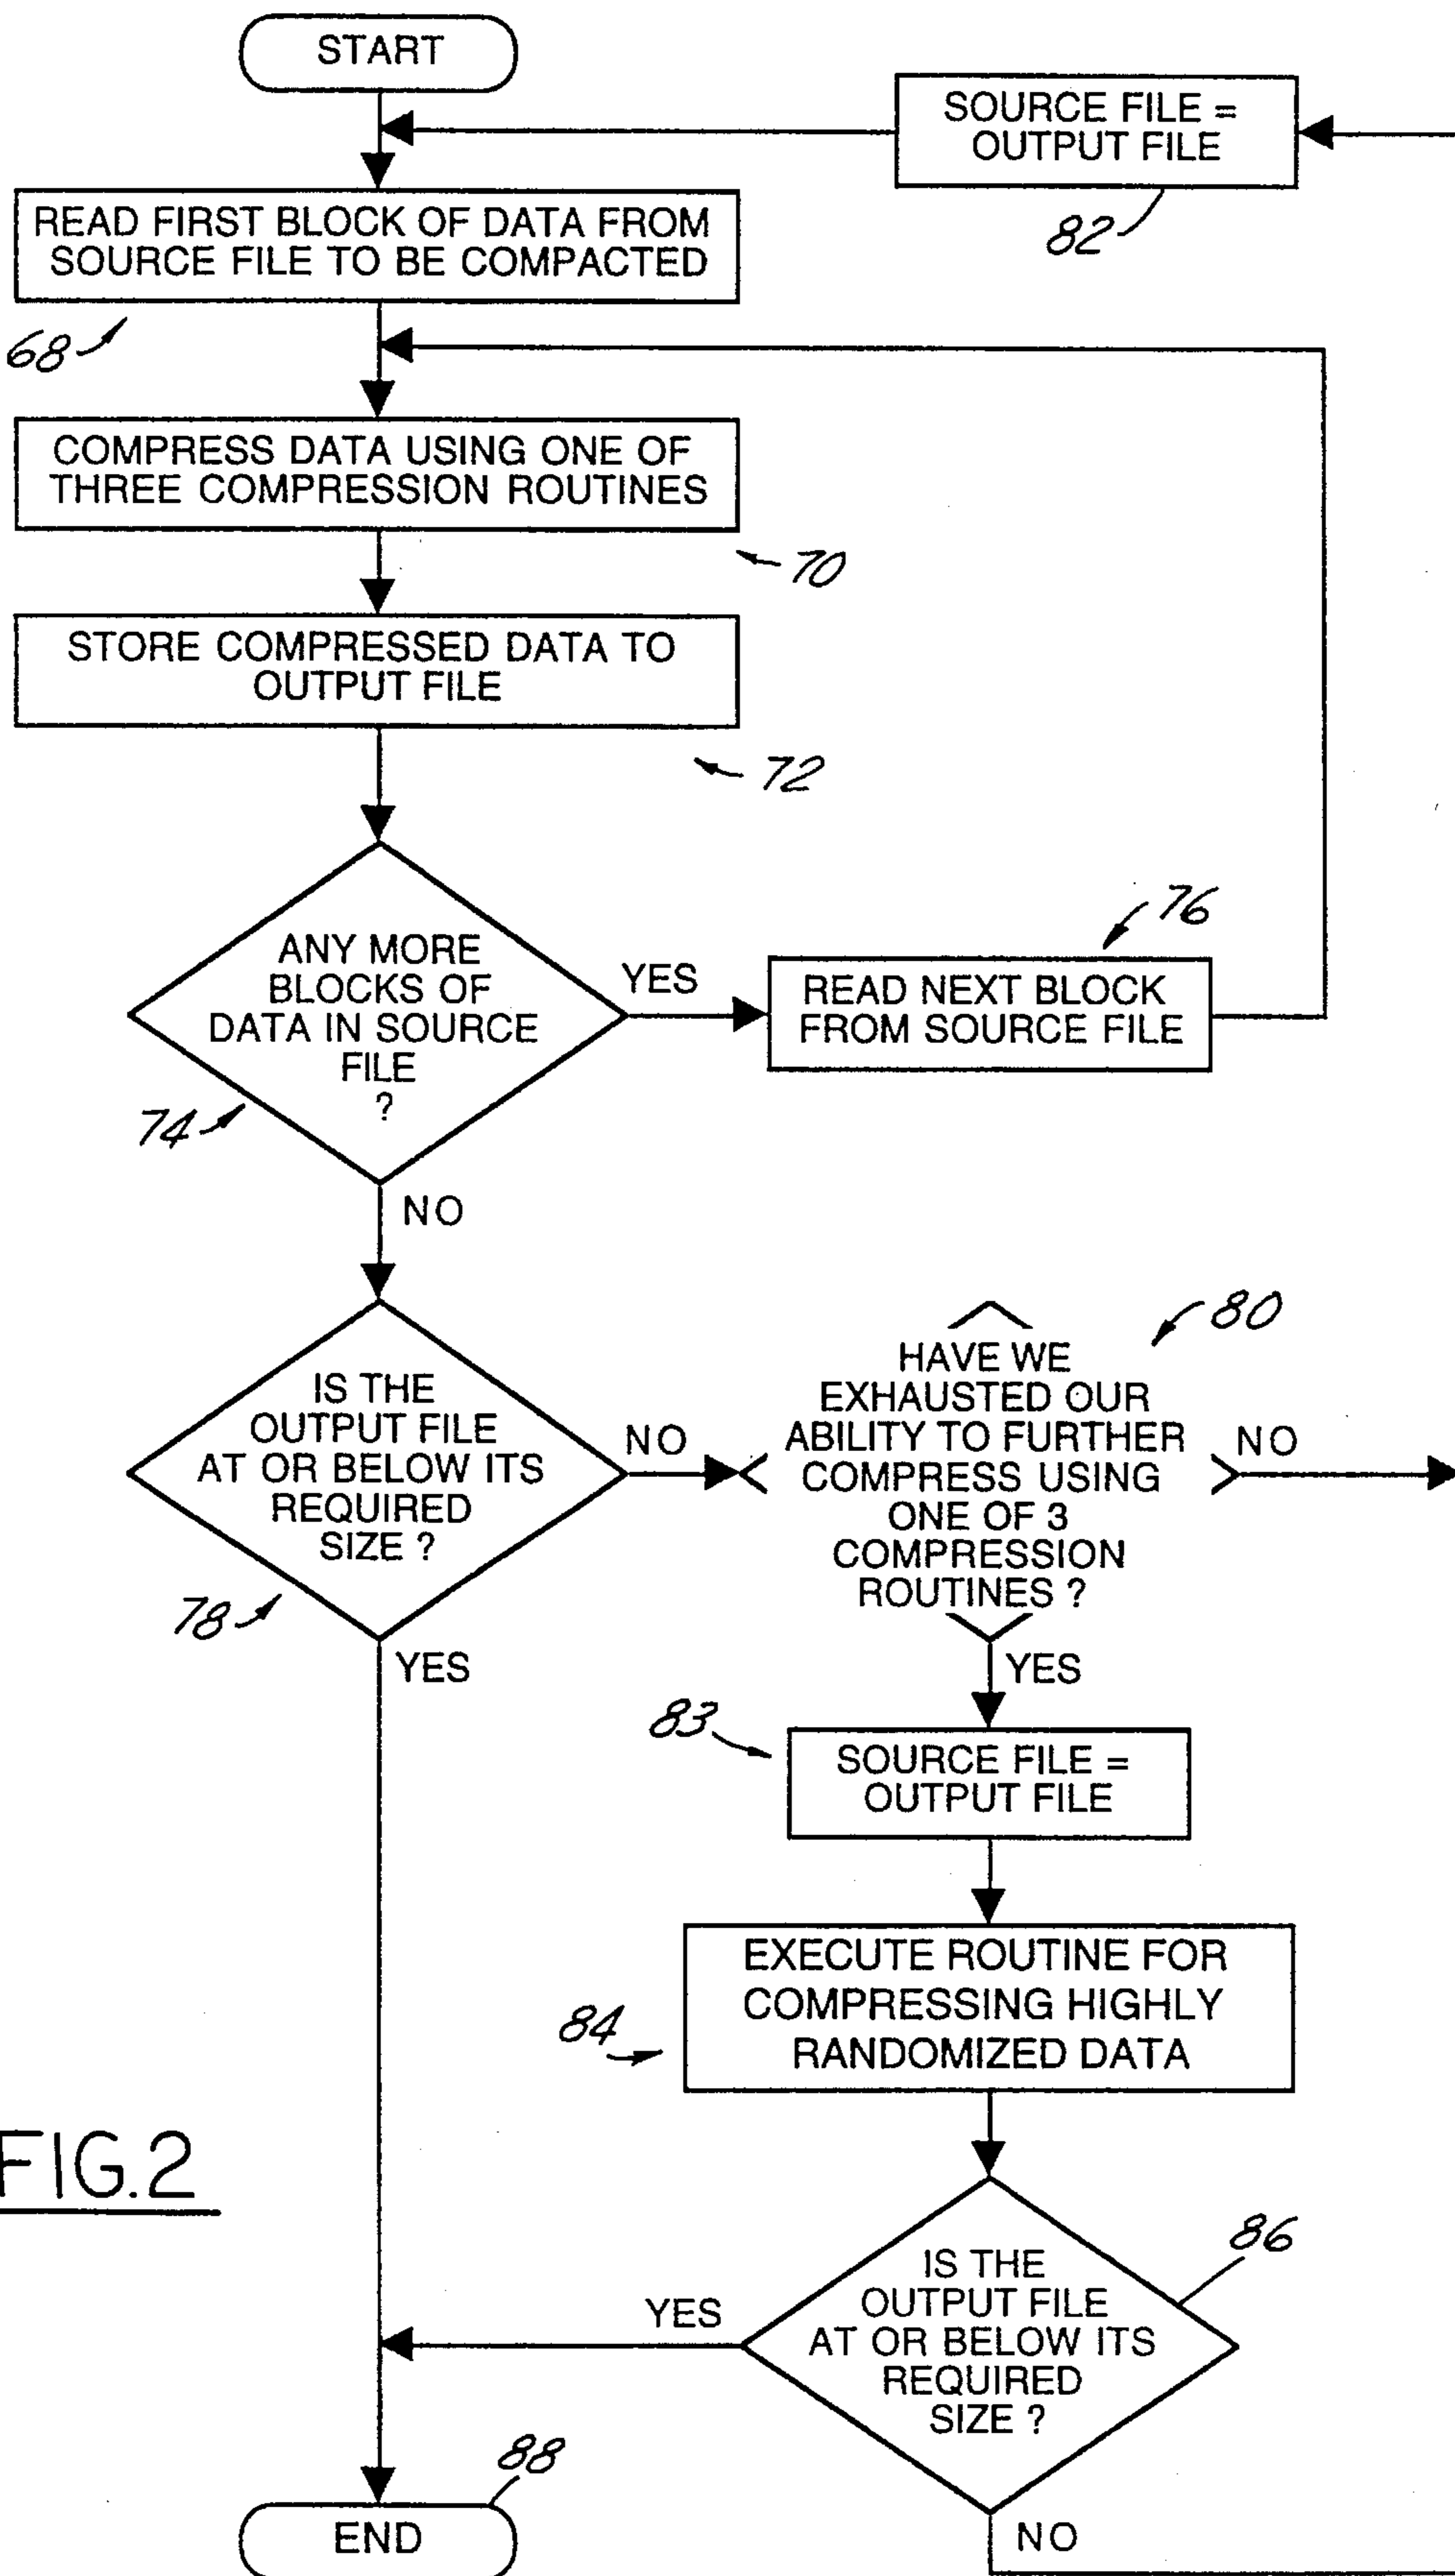 START
SOURCE FILE =
OUTPUT FILE
82
READ FIRST BLOCK OF DATA FROM
SOURCE FILE TO BE COMPACTED
68
COMPRESS DATA USING ONE OF
THREE COMPRESSION ROUTINES
70
STORE COMPRESSED DATA TO
OUTPUT FILE
72
ANY MORE
BLOCKS OF
DATA IN SOURCE
FILE
?
74
YES
76
READ NEXT BLOCK
FROM SOURCE FILE
NO
IS THE
OUTPUT FILE
AT OR BELOW ITS
REQUIRED
SIZE ?
78
NO
80
HAVE WE
EXHAUSTED OUR
ABILITY TO FURTHER
COMPRESS USING
ONE OF 3
COMPRESSION
ROUTINES ?
NO
YES
YES
83
SOURCE FILE =
OUTPUT FILE
84
EXECUTE ROUTINE FOR
COMPRESSING HIGHLY
RANDOMIZED DATA
FIG.2
86
IS THE
OUTPUT FILE
AT OR BELOW ITS
REQUIRED
SIZE ?
YES
NO
88
END